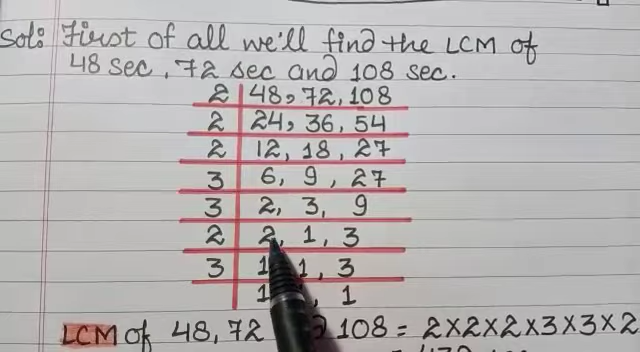 Sol: First of all we'll find the LCM of
48 sec, 72 sec and 108 sec.
2 48, 72, 108
2 24, 36, 54
2 12, 18, 27
3 6, 9, 27
3 2, 3, 9
2 2, 1, 3
3 1, 1, 3
1, 1
LCM of 48, 72 108 = 2×2×2×3×3×2